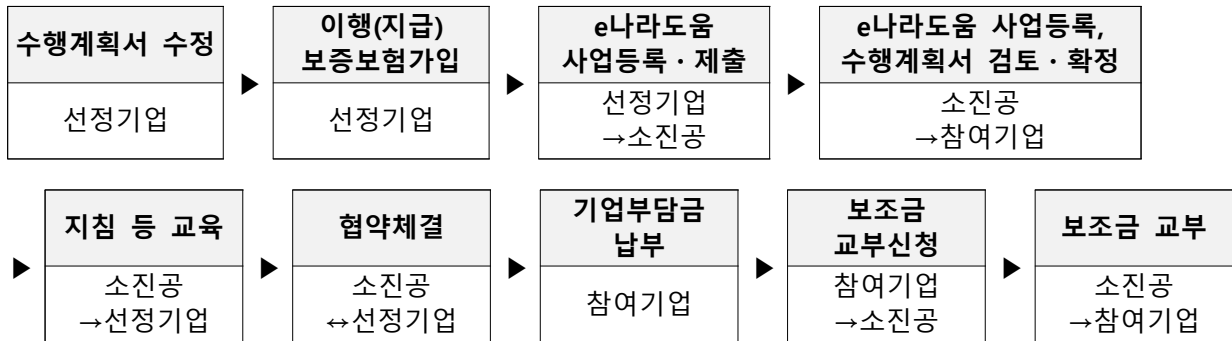 수행계획서 수정
선정기업
▶
이행(지급)
보증보험가입
선정기업
▶
e나라도움
사업등록·제출
선정기업
→소진공
▶
e나라도움 사업등록,
수행계획서 검토·확정
소진공
→참여기업
▶
지침 등 교육
소진공
→선정기업
▶
협약체결
소진공
↔선정기업
▶
기업부담금
납부
참여기업
▶
보조금
교부신청
참여기업
→소진공
▶
보조금 교부
소진공
→참여기업